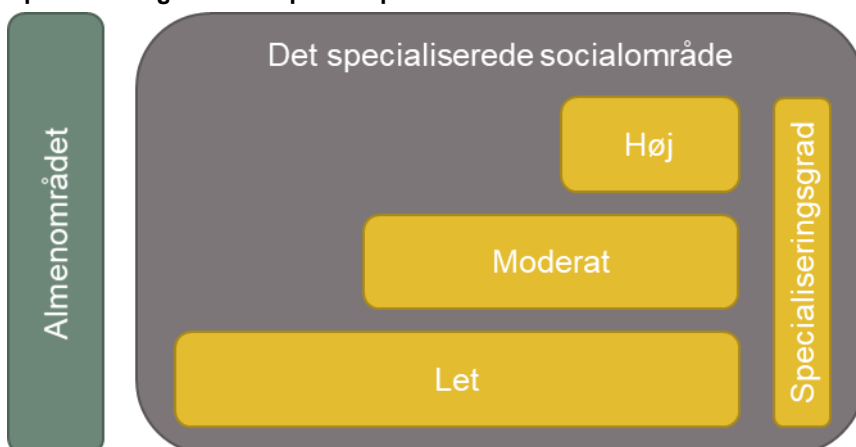 Almenområdet
Det specialiserede socialområde
Høj
Moderat
Let
Specialiseringsgrad